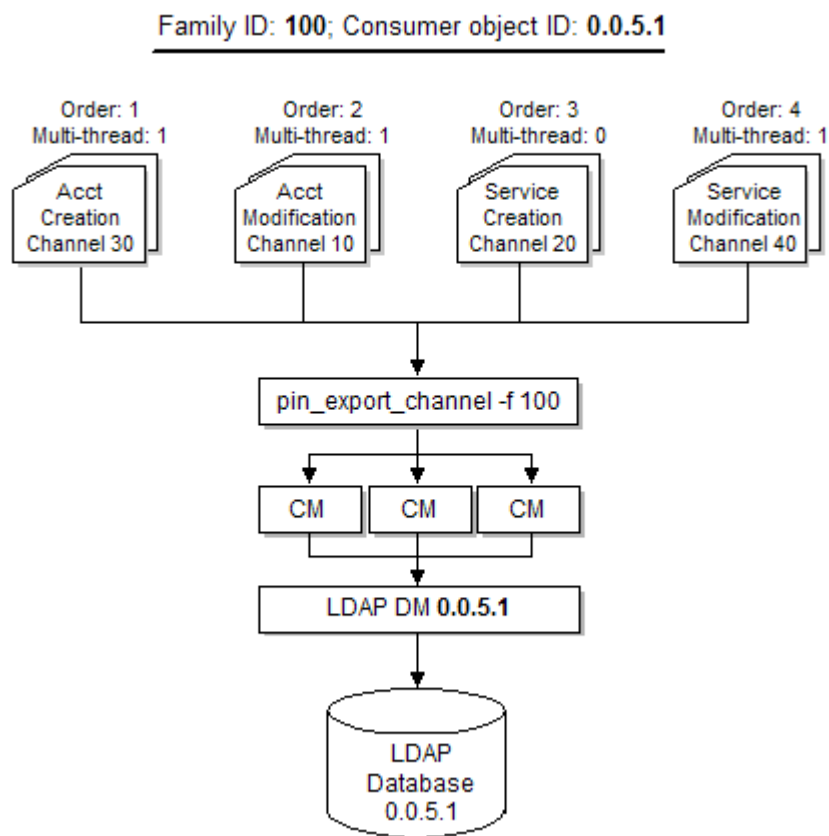 Family ID: 100; Consumer object ID: 0.0.5.1
Order: 1
Multi-thread: 1
Order: 2
Multi-thread: 1
Order: 3
Multi-thread: 0
Order: 4
Multi-thread: 1
Acct
Creation
Channel 30
Acct
Modification
Channel 10
Service
Creation
Channel 20
Service
Modification
Channel 40
pin_export_channel -f 100
CM
CM
CM
LDAP DM 0.0.5.1
LDAP
Database
0.0.5.1